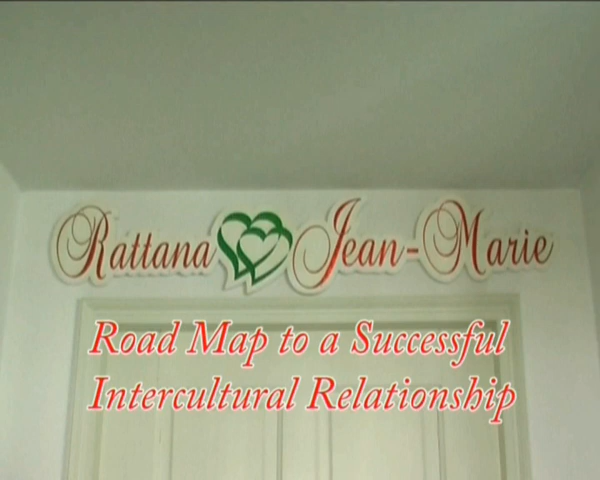 Rattana Jean-Marie
Road Map to a Successful
Intercultural Relationship